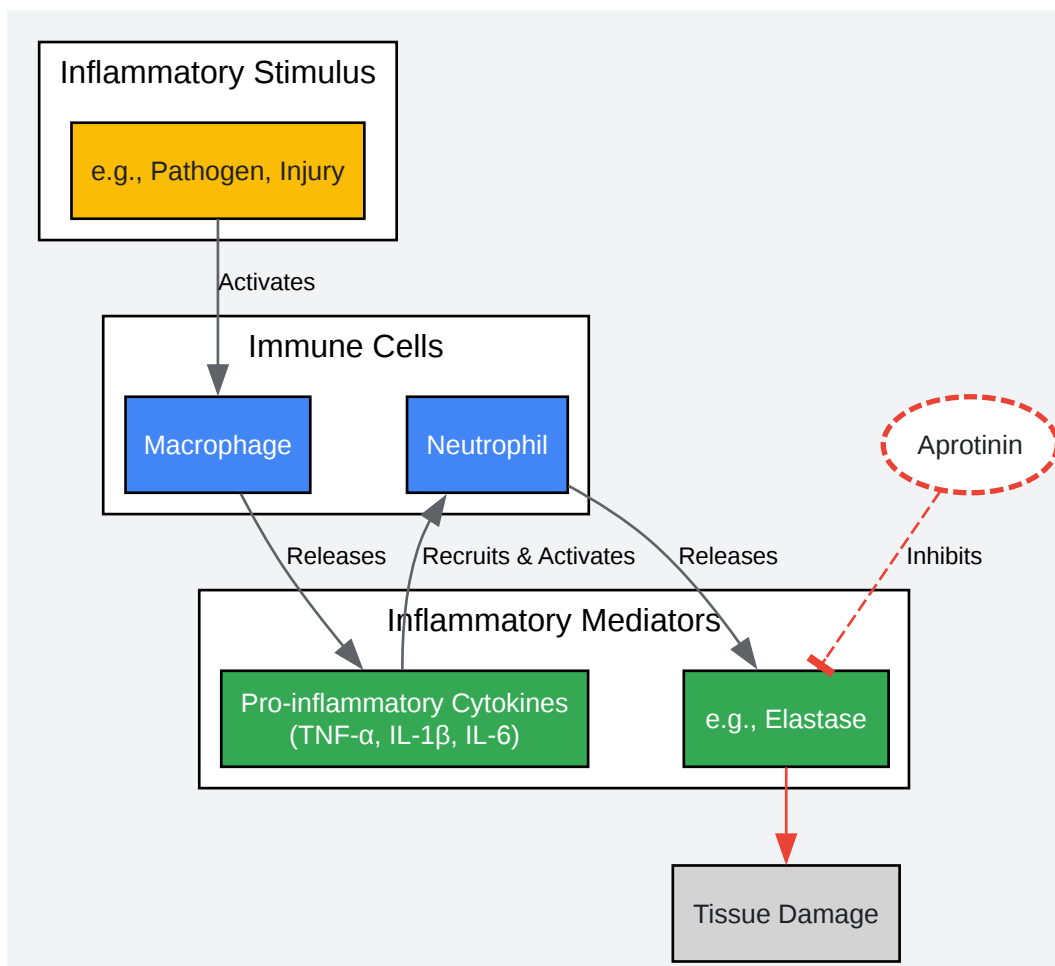 Inflammatory Stimulus
e.g., Pathogen, Injury
Activates
Immune Cells
Macrophage
Neutrophil
Aprotinin
Releases
Recruits & Activates
Releases
Inhibits
Inflammatory Mediators
Pro-inflammatory Cytokines
(TNF-α, IL-1β, IL-6)
e.g., Elastase
Tissue Damage